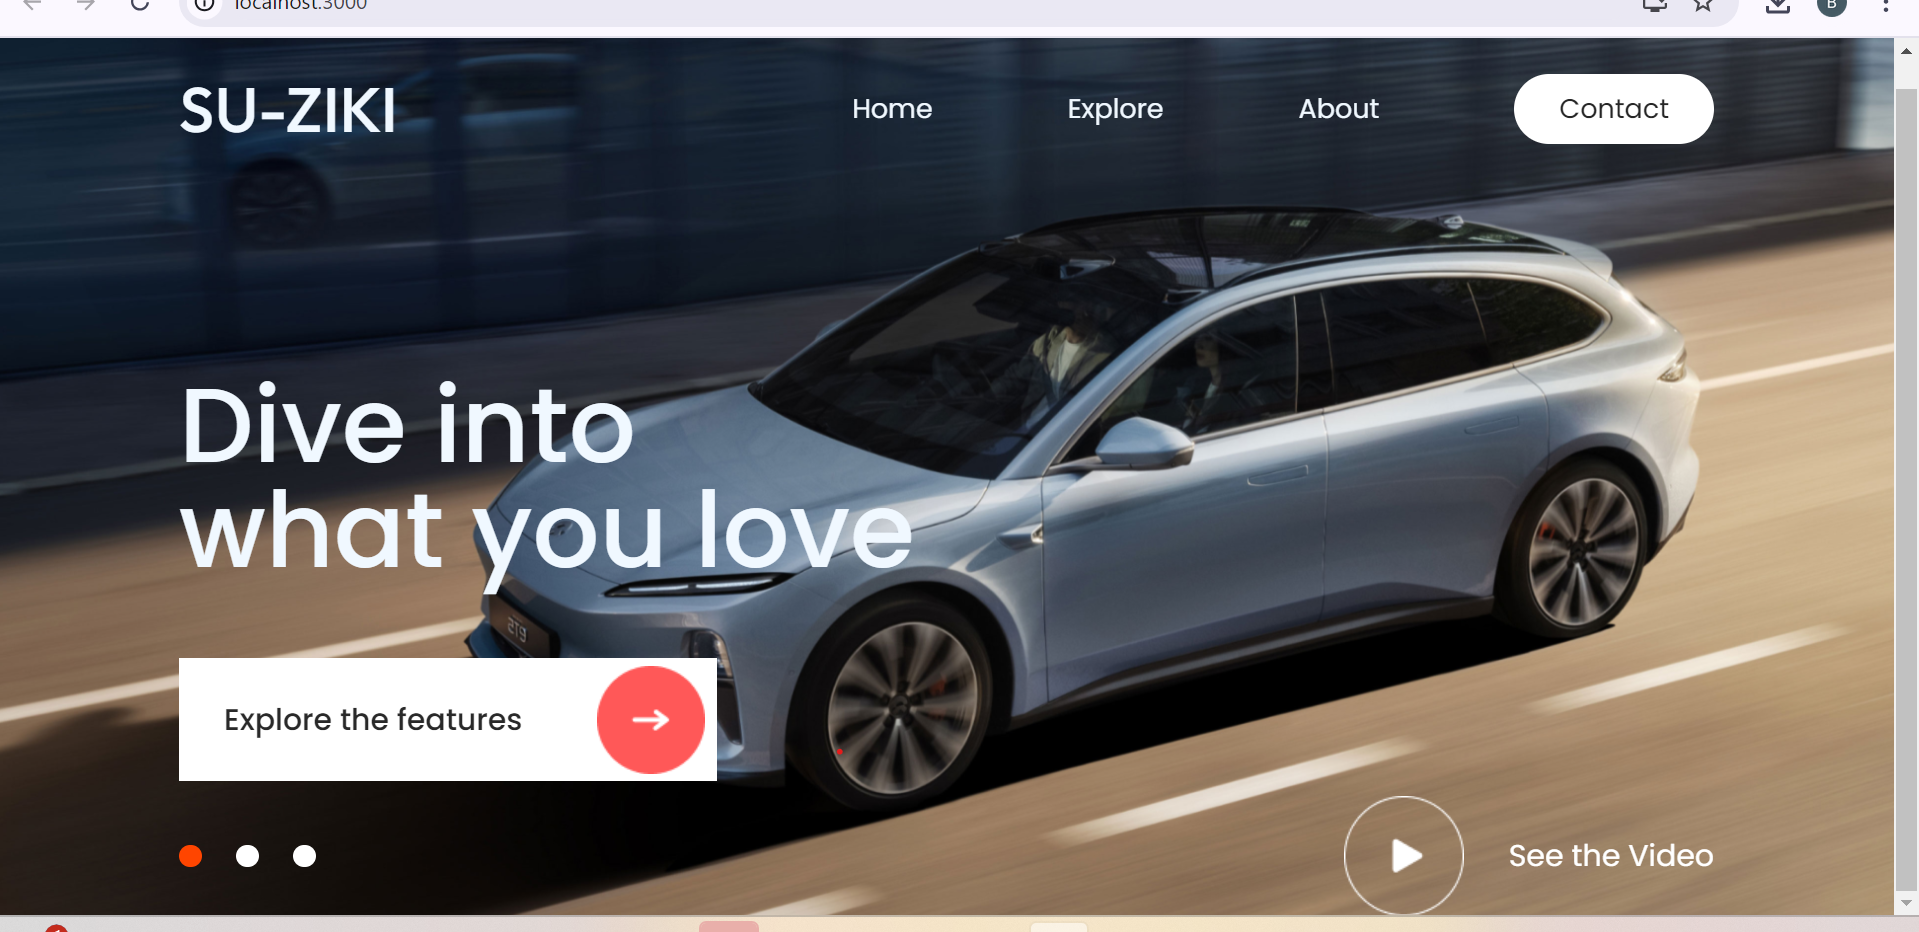 localhost:3000
B
SU-ZIKI
Home
Explore
About
Contact
Dive into
what you love
Explore the features
See the Video